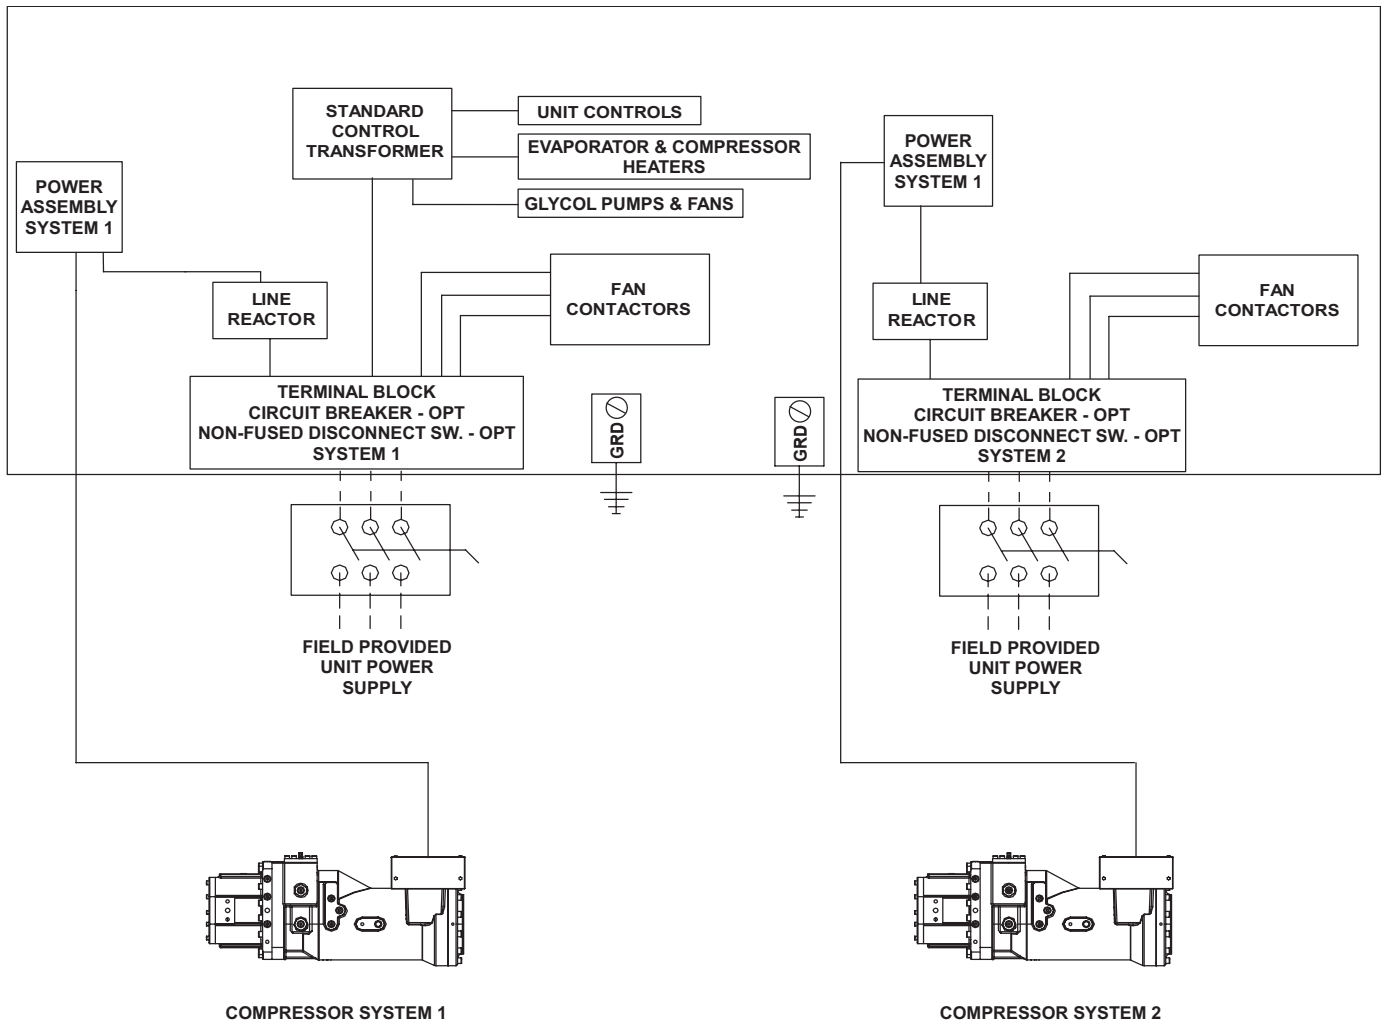 STANDARD
CONTROL
TRANSFORMER
UNIT CONTROLS
EVAPORATOR & COMPRESSOR
HEATERS
GLYCOL PUMPS & FANS
POWER
ASSEMBLY
SYSTEM 1
LINE
REACTOR
FAN
CONTACTORS
TERMINAL BLOCK
CIRCUIT BREAKER - OPT
NON-FUSED DISCONNECT SW. - OPT
SYSTEM 1
GRD
FIELD PROVIDED
UNIT POWER
SUPPLY
COMPRESSOR SYSTEM 1
POWER
ASSEMBLY
SYSTEM 1
LINE
REACTOR
FAN
CONTACTORS
GRD
TERMINAL BLOCK
CIRCUIT BREAKER - OPT
NON-FUSED DISCONNECT SW. - OPT
SYSTEM 2
FIELD PROVIDED
UNIT POWER
SUPPLY
COMPRESSOR SYSTEM 2